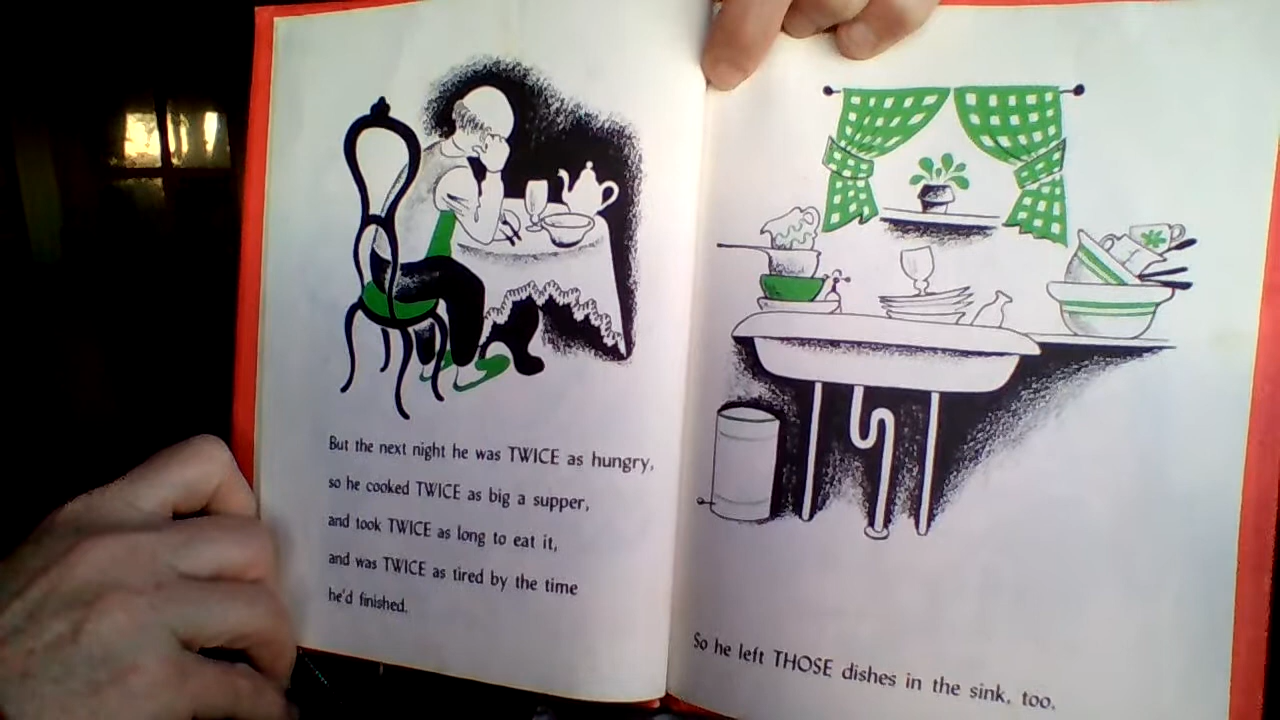 But the next night he was TWICE as hungry,
so he cooked TWICE as big a supper,
and took TWICE as long to eat it,
and was TWICE as tired by the time
he'd finished.
So he left THOSE dishes in the sink, too.